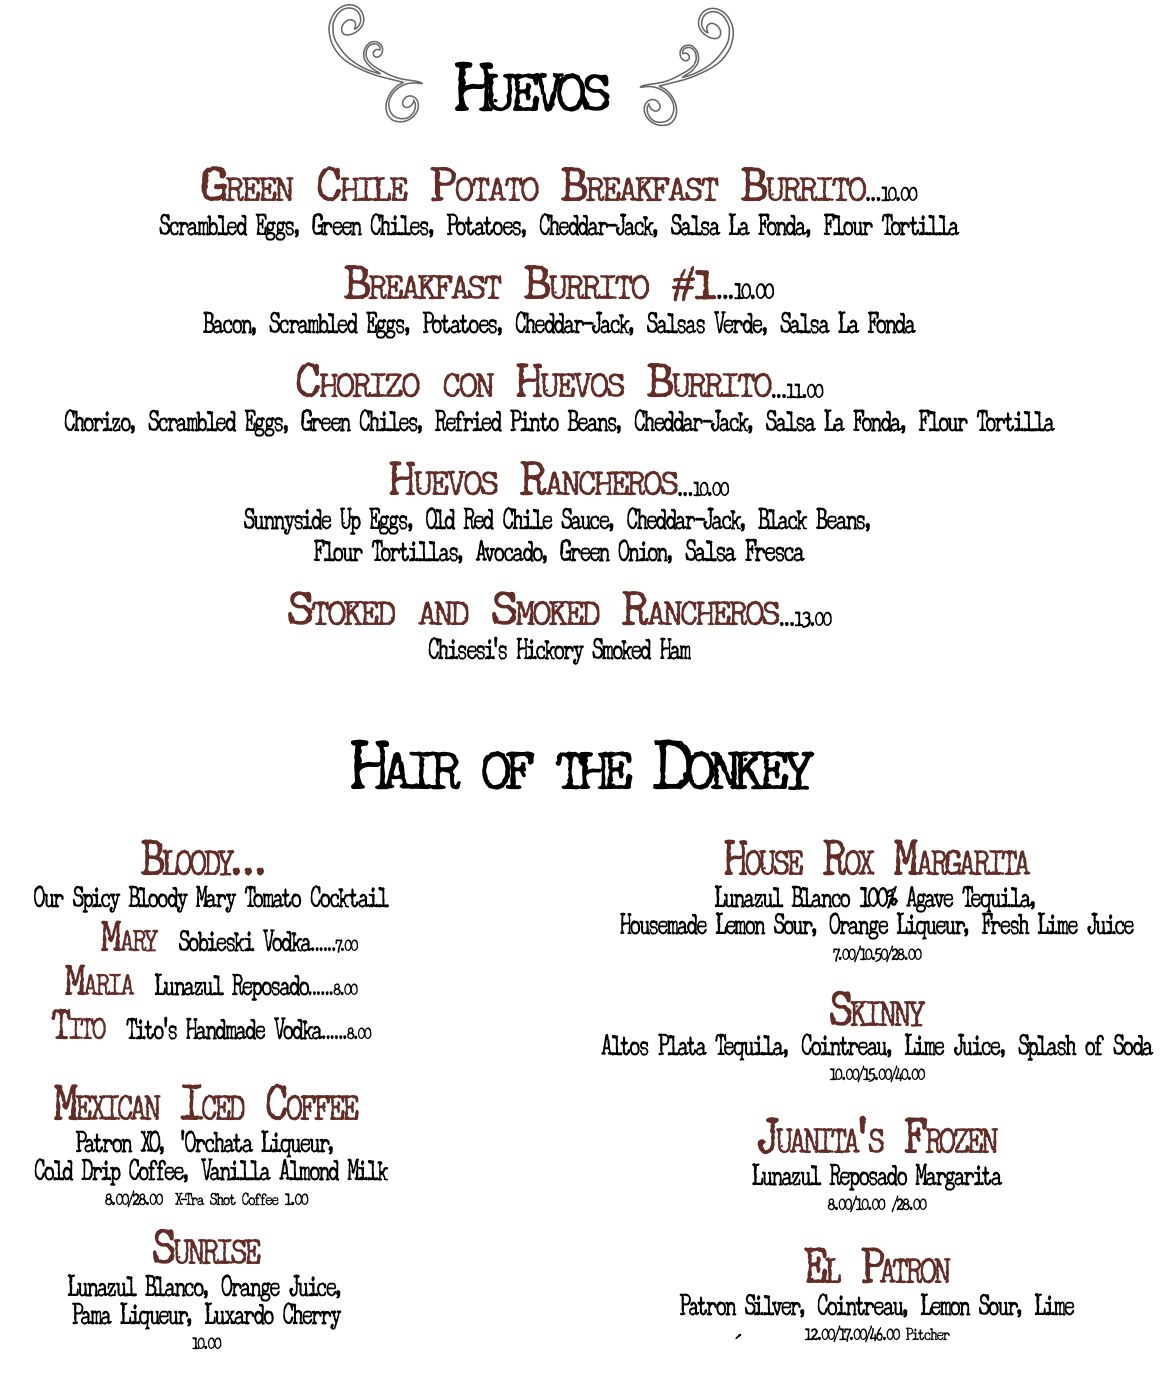 Huevos
Green Chile Potato Breakfast Burrito...10.00
Scrambled Eggs, Green Chiles, Potatoes, Cheddar-Jack, Salsa La Fonda, Flour Tortilla
Breakfast Burrito #1...10.00
Bacon, Scrambled Eggs, Potatoes, Cheddar-Jack, Salsas Verde, Salsa La Fonda
Chorizo con Huevos Burrito...11.00
Chorizo, Scrambled Eggs, Green Chiles, Refried Pinto Beans, Cheddar-Jack, Salsa La Fonda, Flour Tortilla
Huevos Rancheros...10.00
Sunnyside Up Eggs, Old Red Chile Sauce, Cheddar-Jack, Black Beans,
Flour Tortillas, Avocado, Green Onion, Salsa Fresca
Stoked and Smoked Rancheros...13.00
Chisesi's Hickory Smoked Ham
Hair of the Donkey
Bloody...
Our Spicy Bloody Mary Tomato Cocktail
Mary Sobieski Vodka......7.00
Maria Lunazul Reposado......8.00
Tito Tito's Handmade Vodka......8.00
Mexican Iced Coffee
Patron XO, 'Orchata Liqueur,
Cold Drip Coffee, Vanilla Almond Milk
8.00/28.00 X-Tra Shot Coffee 1.00
Sunrise
Lunazul Blanco, Orange Juice,
Pama Liqueur, Luxardo Cherry
10.00
House Rox Margarita
Lunazul Blanco 100% Agave Tequila,
Housemade Lemon Sour, Orange Liqueur, Fresh Lime Juice
7.00/10.50/28.00
Skinny
Altos Plata Tequila, Cointreau, Lime Juice, Splash of Soda
10.00/15.00/40.00
Juanita's Frozen
Lunazul Reposado Margarita
8.00/10.00 /28.00
El Patron
Patron Silver, Cointreau, Lemon Sour, Lime
12.00/17.00/46.00 Pitcher